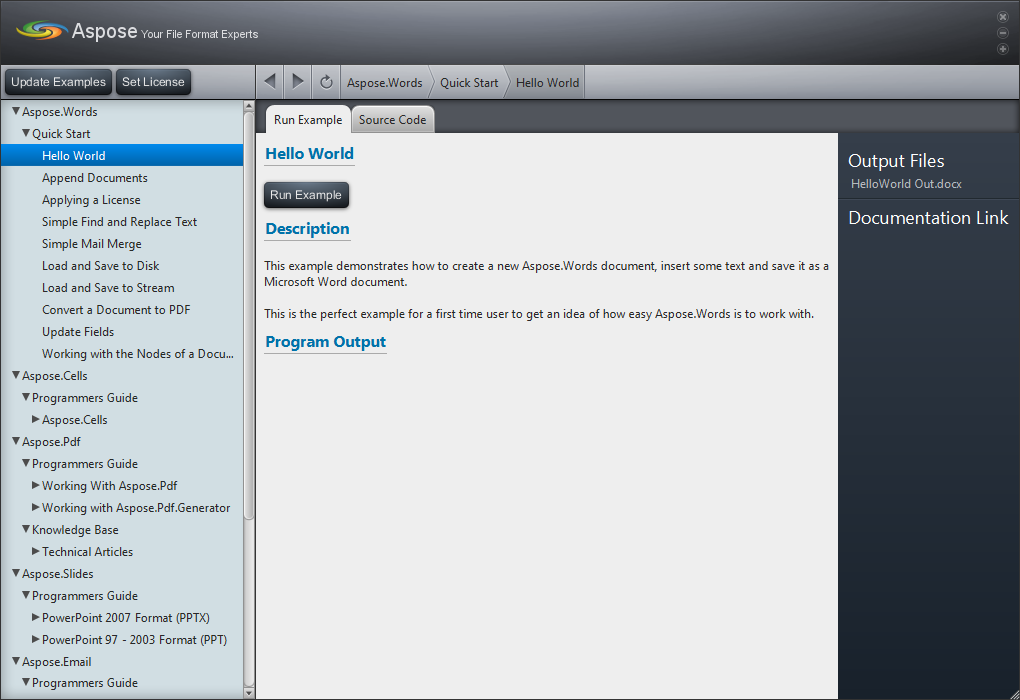 Aspose Your File Format Experts
Update Examples
Set License
Aspose.Words
Quick Start
Hello World
Aspose.Words
Quick Start
Hello World
Append Documents
Applying a License
Simple Find and Replace Text
Simple Mail Merge
Load and Save to Disk
Load and Save to Stream
Convert a Document to PDF
Update Fields
Working with the Nodes of a Docu...
Aspose.Cells
Programmers Guide
Aspose.Cells
Aspose.Pdf
Programmers Guide
Working With Aspose.Pdf
Working with Aspose.Pdf.Generator
Knowledge Base
Technical Articles
Aspose.Slides
Programmers Guide
PowerPoint 2007 Format (PPTX)
PowerPoint 97 - 2003 Format (PPT)
Aspose.Email
Programmers Guide
Run Example
Source Code
Hello World
Run Example
Description
This example demonstrates how to create a new Aspose.Words document, insert some text and save it as a
Microsoft Word document.
This is the perfect example for a first time user to get an idea of how easy Aspose.Words is to work with.
Program Output
Output Files
HelloWorld Out.docx
Documentation Link